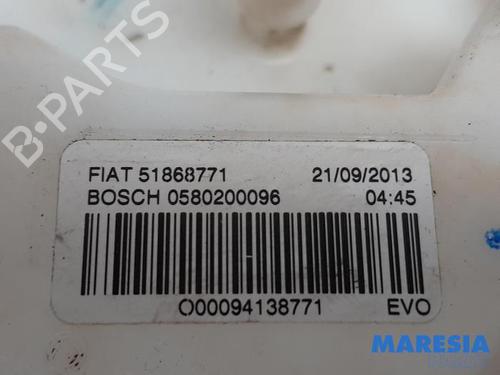 B-PARTS
FIAT 51868771 21/09/2013
BOSCH 0580200096 04:45
O00094138771 EVO
MARESIA